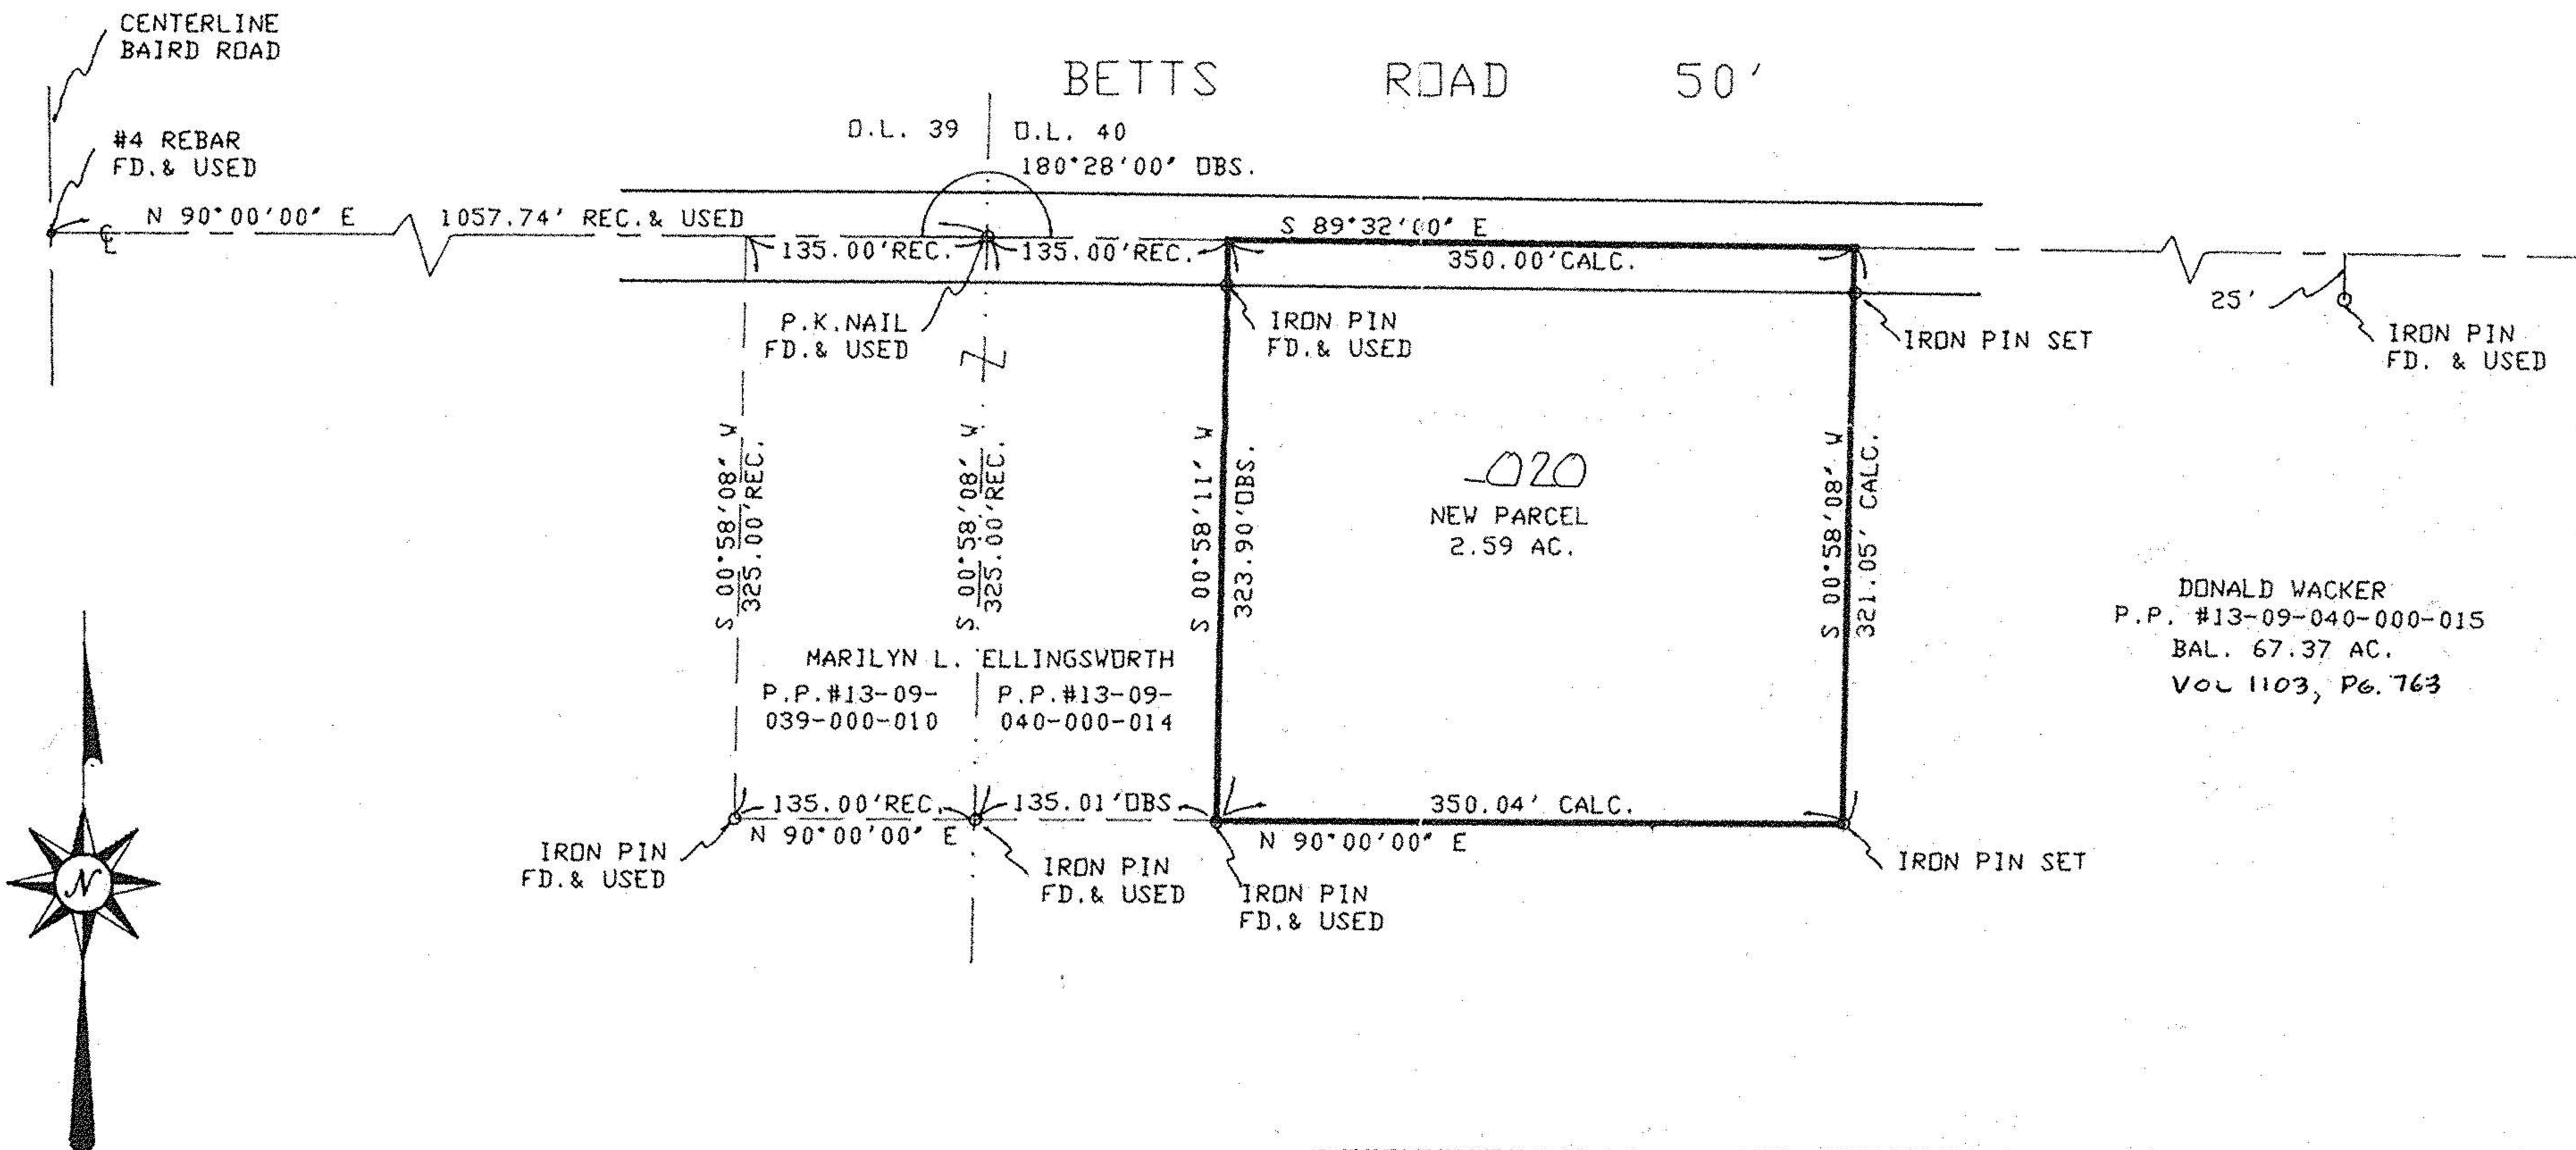 CENTERLINE
BAIRD ROAD
BETTS ROAD 50'
#4 REBAR
FD.& USED
O.L. 39
O.L. 40
180°28'00" OBS.
N 90°00'00" E
1057.74' REC.& USED
135.00'REC.
135.00'REC.
S 89°32'00" E
350.00'CALC.
P.K.NAIL
FD.& USED
IRON PIN
FD.& USED
IRON PIN SET
25'
IRON PIN
FD. & USED
S 00°58'08" W
325.00'REC.
S 00°58'08" W
325.00'REC.
S 00°58'11" W
323.90'OBS.
-020
NEW PARCEL
2.59 AC.
S 00°58'08" W
321.05' CALC.
DONALD WACKER
P.P. #13-09-040-000-015
BAL. 67.37 AC.
VOL 1103, PG. 763
MARILYN L. ELLINGSWORTH
P.P.#13-09-
039-000-010
P.P.#13-09-
040-000-014
135.00'REC.
N 90°00'00" E
135.01'OBS.
350.04' CALC.
N 90°00'00" E
IRON PIN
FD.& USED
IRON PIN
FD.& USED
IRON PIN
FD.& USED
IRON PIN SET
N